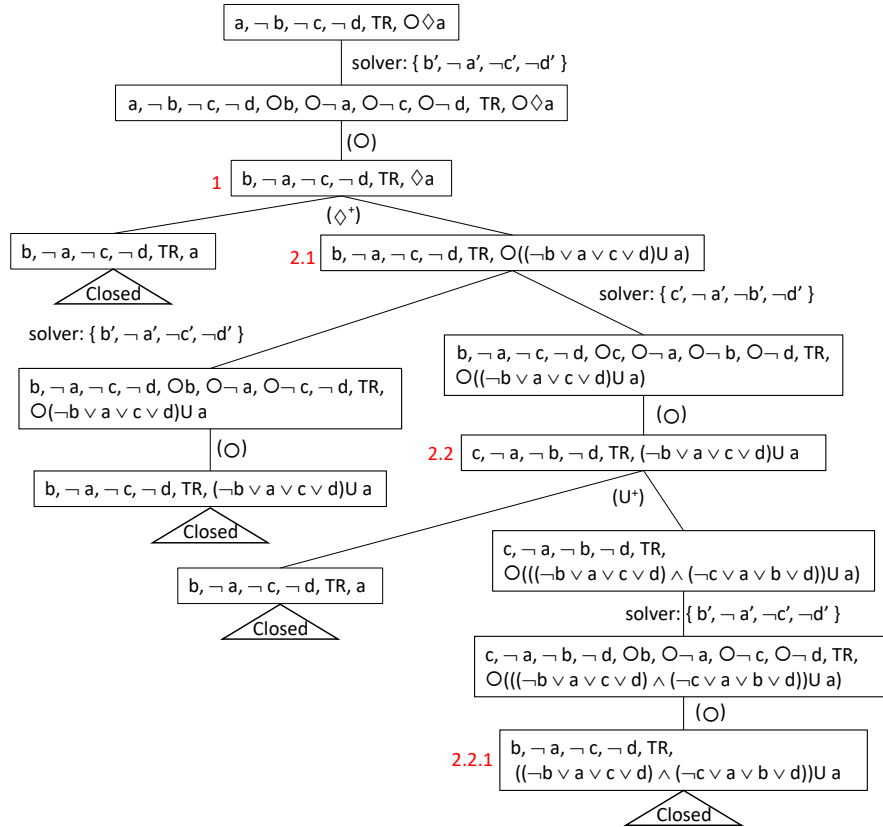 a, ¬ b, ¬ c, ¬ d, TR, ○◇a
solver: { b’, ¬ a’, ¬c’, ¬d’ }
a, ¬ b, ¬ c, ¬ d, ○b, ○¬ a, ○¬ c, ○¬ d, TR, ○◇a
(○)
1
b, ¬ a, ¬ c, ¬ d, TR, ◇a
(◇⁺)
b, ¬ a, ¬ c, ¬ d, TR, a
Closed
2.1
b, ¬ a, ¬ c, ¬ d, TR, ○((¬b ∨ a ∨ c ∨ d)U a)
solver: { b’, ¬ a’, ¬c’, ¬d’ }
solver: { c’, ¬ a’, ¬b’, ¬d’ }
b, ¬ a, ¬ c, ¬ d, ○b, ○¬ a, ○¬ c, ¬ d, TR,
○(¬b ∨ a ∨ c ∨ d)U a
b, ¬ a, ¬ c, ¬ d, ○c, ○¬ a, ○¬ b, ○¬ d, TR,
○((¬b ∨ a ∨ c ∨ d)U a)
(○)
(○)
b, ¬ a, ¬ c, ¬ d, TR, (¬b ∨ a ∨ c ∨ d)U a
Closed
2.2
c, ¬ a, ¬ b, ¬ d, TR, (¬b ∨ a ∨ c ∨ d)U a
(U⁺)
b, ¬ a, ¬ c, ¬ d, TR, a
Closed
c, ¬ a, ¬ b, ¬ d, TR,
○(((¬b ∨ a ∨ c ∨ d) ∧ (¬c ∨ a ∨ b ∨ d))U a)
solver: { b’, ¬ a’, ¬c’, ¬d’ }
c, ¬ a, ¬ b, ¬ d, ○b, ○¬ a, ○¬ c, ○¬ d, TR,
○(((¬b ∨ a ∨ c ∨ d) ∧ (¬c ∨ a ∨ b ∨ d))U a)
(○)
2.2.1
b, ¬ a, ¬ c, ¬ d, TR,
((¬b ∨ a ∨ c ∨ d) ∧ (¬c ∨ a ∨ b ∨ d))U a
Closed